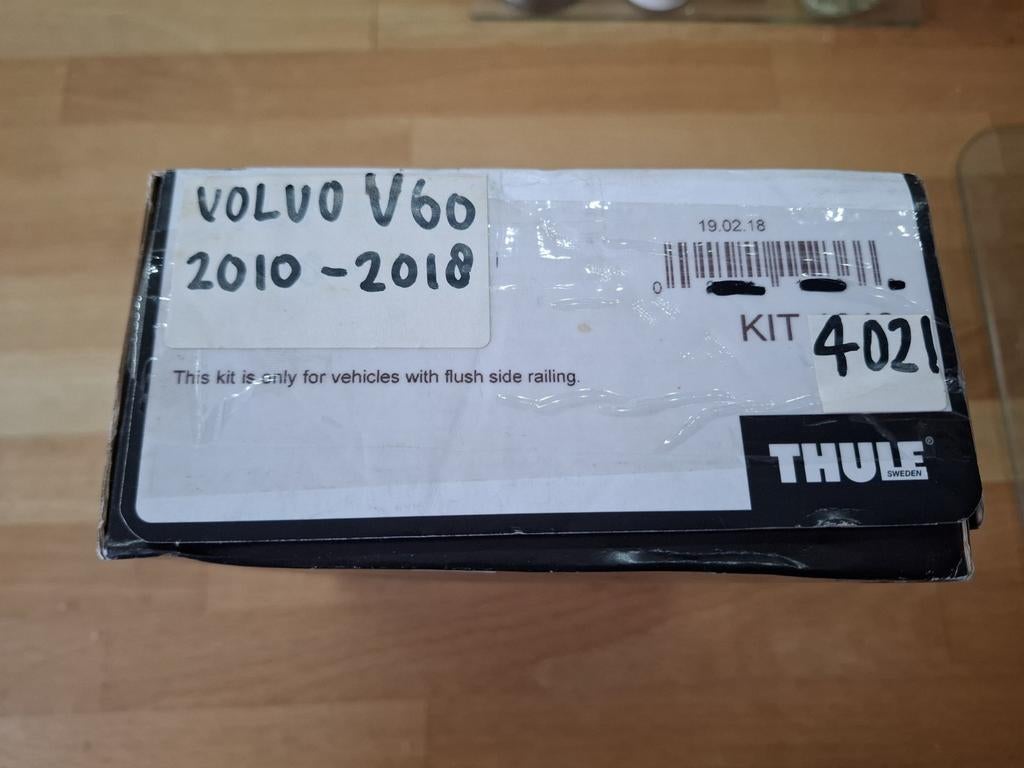 VOLVO V60
2010 - 2018
19.02.18
0
KIT 4021
This kit is only for vehicles with flush side railing.
THULE®
SWEDEN